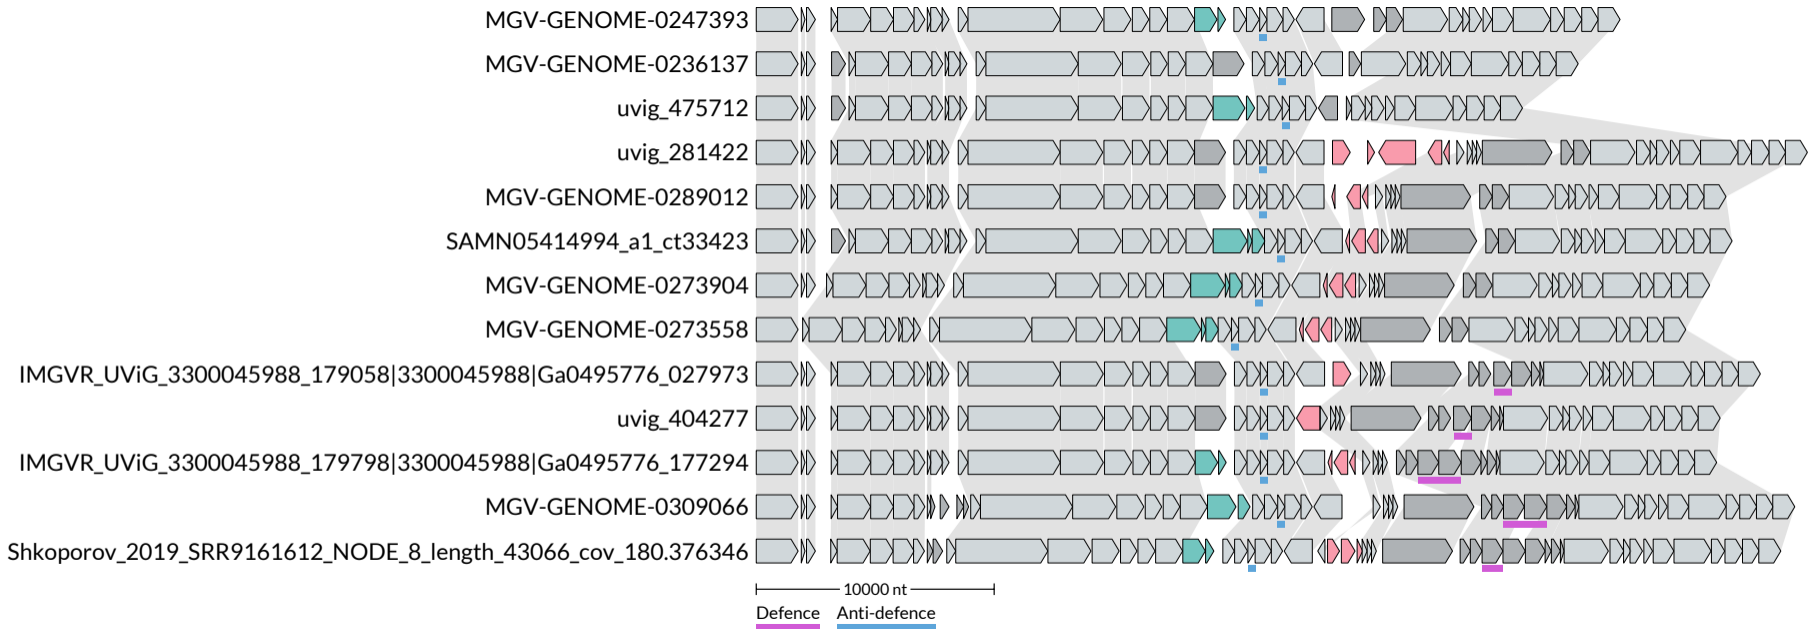 MGV-GENOME-0247393
MGV-GENOME-0236137
uvig_475712
uvig_281422
MGV-GENOME-0289012
SAMN05414994_a1_ct33423
MGV-GENOME-0273904
MGV-GENOME-0273558
IMGVR_UViG_3300045988_179058|3300045988|Ga0495776_027973
uvig_404277
IMGVR_UViG_3300045988_179798|3300045988|Ga0495776_177294
MGV-GENOME-0309066
Shkoporov_2019_SRR9161612_NODE_8_length_43066_cov_180.376346
10000 nt
Defence Anti-defence